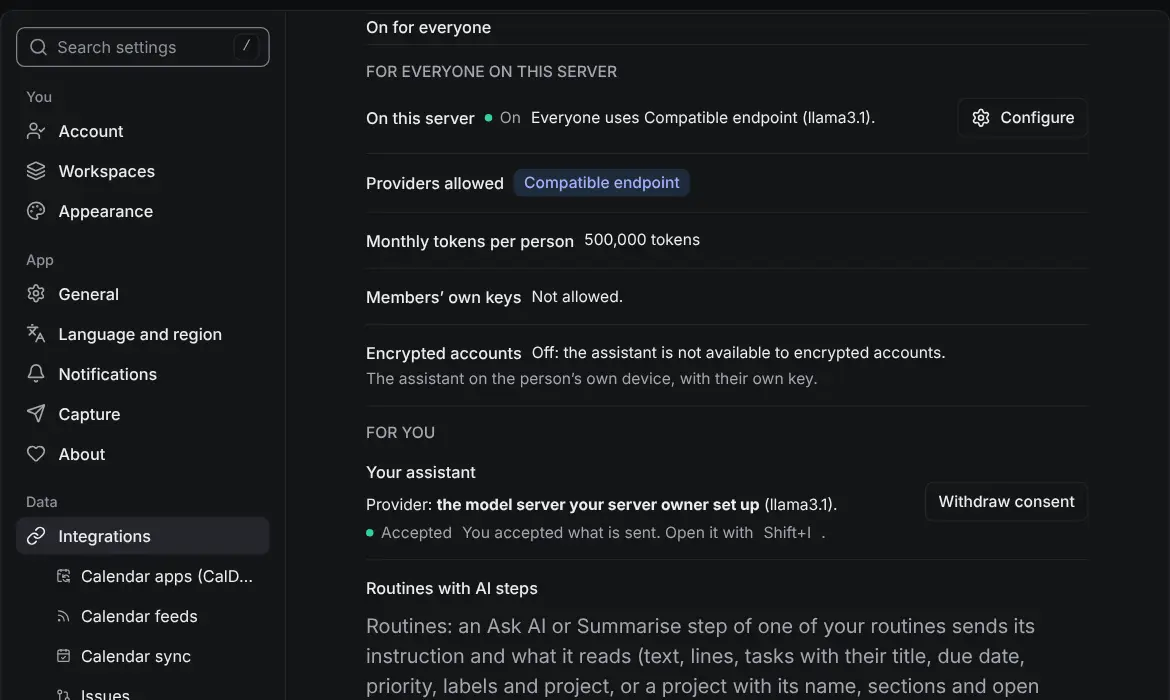 Search settings /
You
Account
Workspaces
Appearance
App
General
Language and region
Notifications
Capture
About
Data
Integrations
Calendar apps (CalD...
Calendar feeds
Calendar sync
Issues
On for everyone
FOR EVERYONE ON THIS SERVER
On this server On Everyone uses Compatible endpoint (llama3.1). Configure
Providers allowed Compatible endpoint
Monthly tokens per person 500,000 tokens
Members’ own keys Not allowed.
Encrypted accounts Off: the assistant is not available to encrypted accounts.
The assistant on the person’s own device, with their own key.
FOR YOU
Your assistant
Provider: the model server your server owner set up (llama3.1). Withdraw consent
Accepted You accepted what is sent. Open it with Shift+I .
Routines with AI steps
Routines: an Ask AI or Summarise step of one of your routines sends its
instruction and what it reads (text, lines, tasks with their title, due date,
priority, labels and project, or a project with its name, sections and open